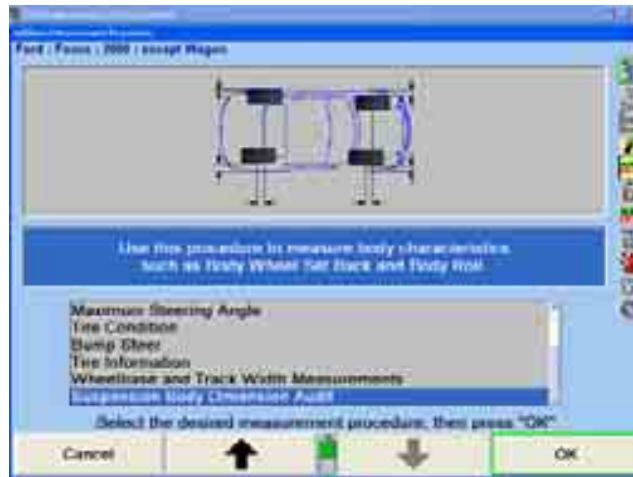 Ford : Focus : 2000 : except Wagon
Use this procedure to measure body characteristics
such as Body Wheel Set Back and Body Roll
Maximum Steering Angle
Tire Condition
Bump Steer
Tire Information
Wheelbase and Track Width Measurements
Suspension Body Dimension Audit
Select the desired measurement procedure, then press "OK"
Cancel
OK